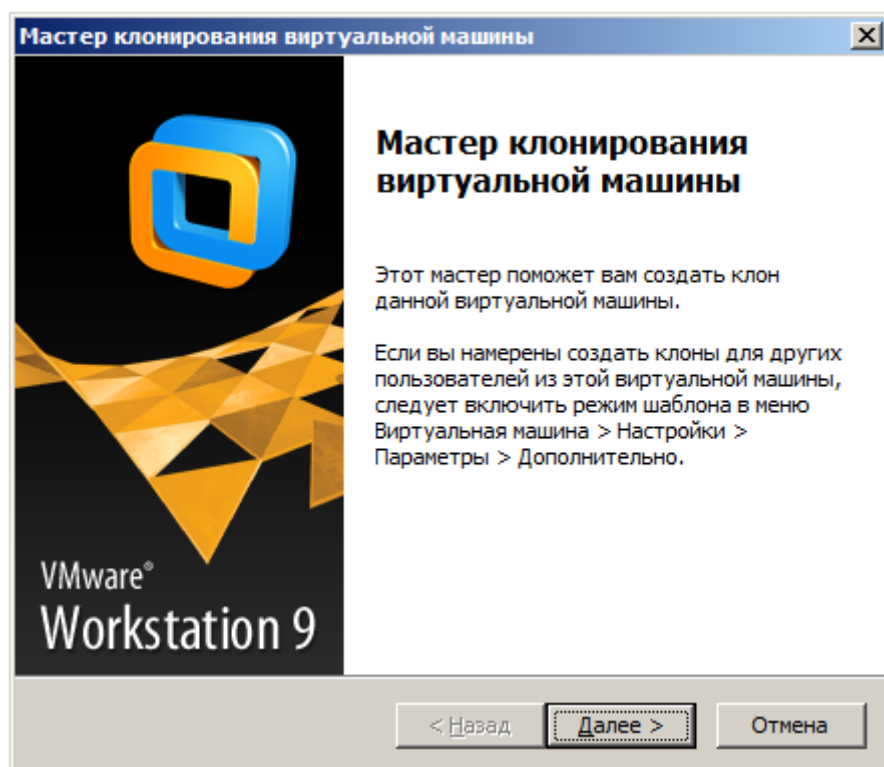 Мастер клонирования виртуальной машины
Мастер клонирования
виртуальной машины
Этот мастер поможет вам создать клон
данной виртуальной машины.
Если вы намерены создать клоны для других
пользователей из этой виртуальной машины,
следует включить режим шаблона в меню
Виртуальная машина > Настройки >
Параметры > Дополнительно.
VMware®
Workstation 9
< Назад
Далее >
Отмена